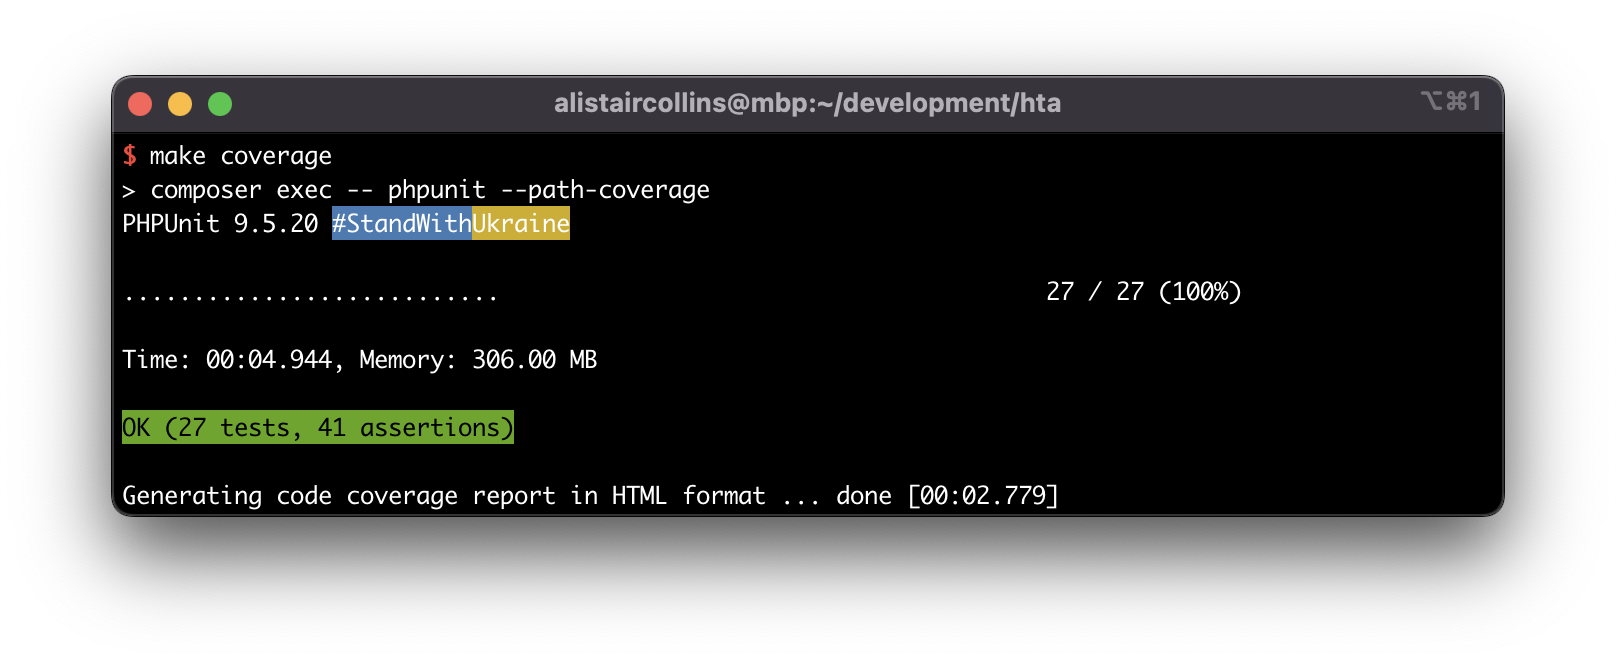 alistaircollins@mbp:~/development/hta
⌥⌘1
$ make coverage
> composer exec -- phpunit --path-coverage
PHPUnit 9.5.20 #StandWithUkraine
........................... 27 / 27 (100%)
Time: 00:04.944, Memory: 306.00 MB
OK (27 tests, 41 assertions)
Generating code coverage report in HTML format ... done [00:02.779]